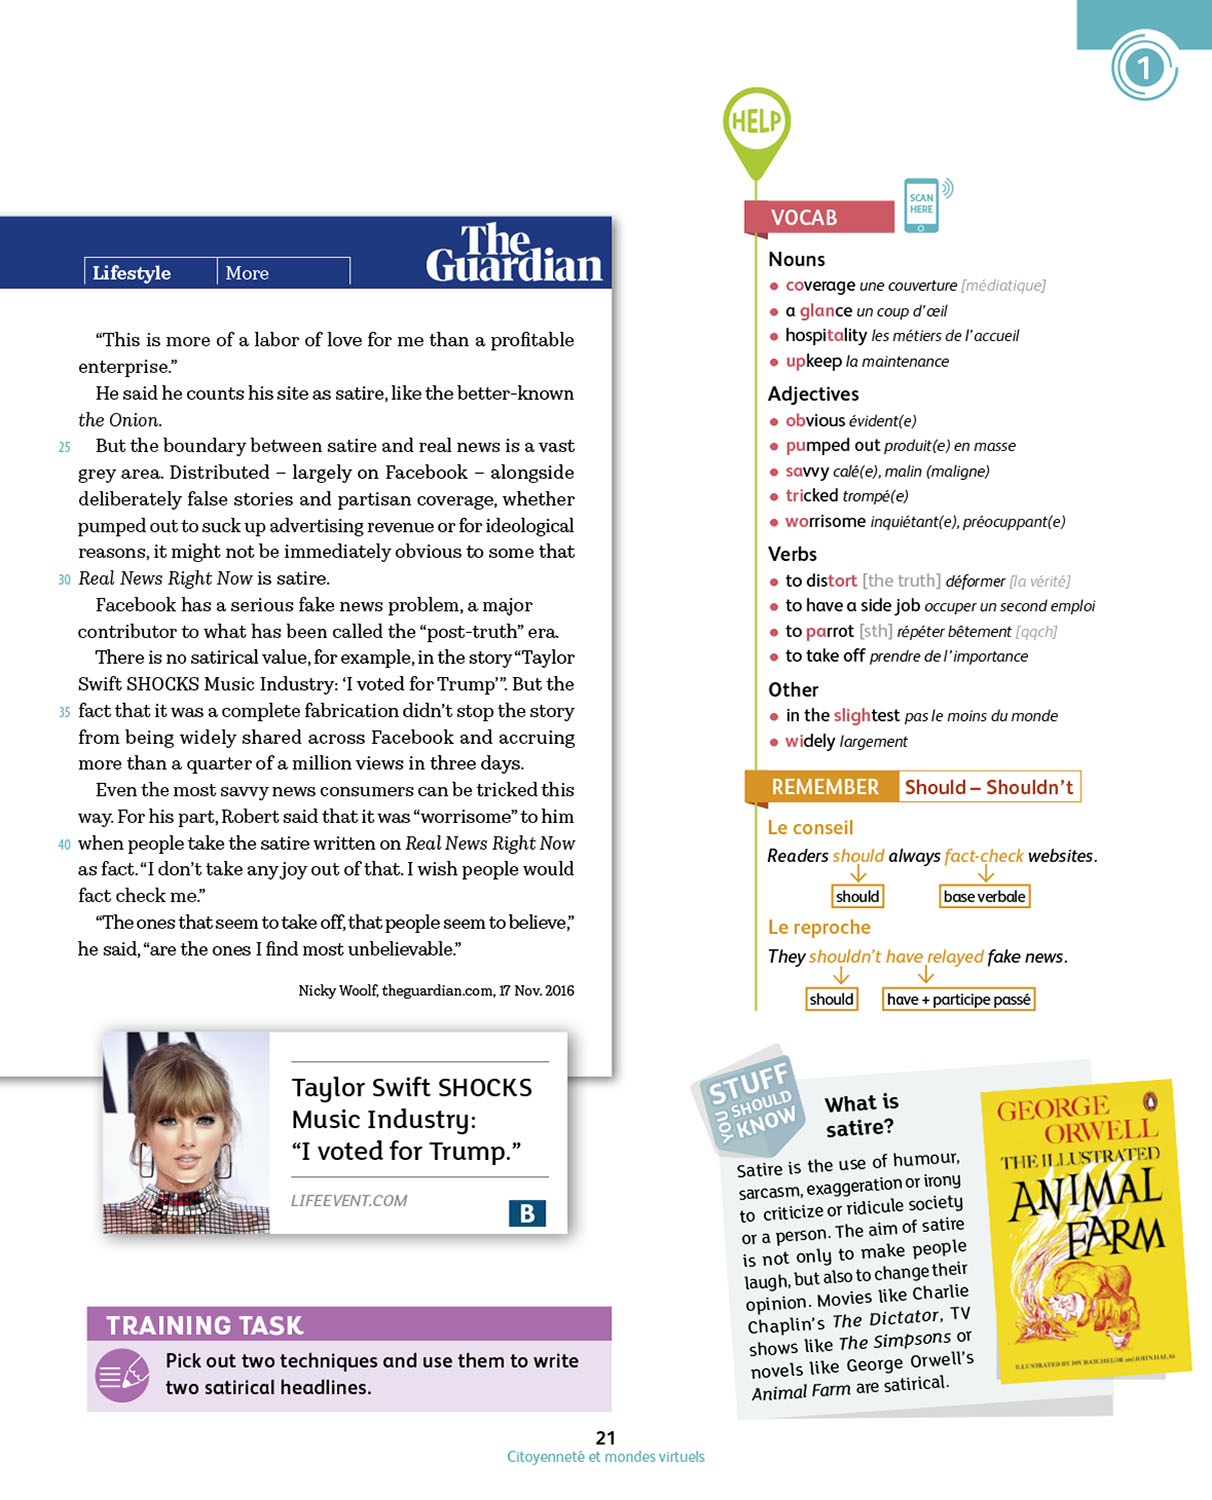 1
The
Guardian
Lifestyle
More
“This is more of a labor of love for me than a profitable
enterprise.”
He said he counts his site as satire, like the better-known
the Onion.
25 But the boundary between satire and real news is a vast
grey area. Distributed – largely on Facebook – alongside
deliberately false stories and partisan coverage, whether
pumped out to suck up advertising revenue or for ideological
reasons, it might not be immediately obvious to some that
30 Real News Right Now is satire.
Facebook has a serious fake news problem, a major
contributor to what has been called the “post-truth” era.
There is no satirical value, for example, in the story “Taylor
Swift SHOCKS Music Industry: ‘I voted for Trump’”. But the
35 fact that it was a complete fabrication didn’t stop the story
from being widely shared across Facebook and accruing
more than a quarter of a million views in three days.
Even the most savvy news consumers can be tricked this
way. For his part, Robert said that it was “worrisome” to him
40 when people take the satire written on Real News Right Now
as fact. “I don’t take any joy out of that. I wish people would
fact check me.”
“The ones that seem to take off, that people seem to believe,”
he said, “are the ones I find most unbelievable.”
Nicky Woolf, theguardian.com, 17 Nov. 2016
Taylor Swift SHOCKS
Music Industry:
“I voted for Trump.”
LIFEEVENT.COM
B
TRAINING TASK
Pick out two techniques and use them to write
two satirical headlines.
HELP
VOCAB
SCAN
HERE
Nouns
• coverage une couverture [médiatique]
• a glance un coup d’œil
• hospitality les métiers de l’accueil
• upkeep la maintenance
Adjectives
• obvious évident(e)
• pumped out produit(e) en masse
• savvy calé(e), malin (maligne)
• tricked trompé(e)
• worrisome inquiétant(e), préocuppant(e)
Verbs
• to distort [the truth] déformer [la vérité]
• to have a side job occuper un second emploi
• to parrot [sth] répéter bêtement [qqch]
• to take off prendre de l’importance
Other
• in the slightest pas le moins du monde
• widely largement
REMEMBER Should – Shouldn’t
Le conseil
Readers should always fact-check websites.
should base verbale
Le reproche
They shouldn’t have relayed fake news.
should have + participe passé
STUFF
YOU SHOULD
KNOW
What is
satire?
Satire is the use of humour,
sarcasm, exaggeration or irony
to criticize or ridicule society
or a person. The aim of satire
is not only to make people
laugh, but also to change their
opinion. Movies like Charlie
Chaplin’s The Dictator, TV
shows like The Simpsons or
novels like George Orwell’s
Animal Farm are satirical.
GEORGE
ORWELL
THE ILLUSTRATED
ANIMAL
FARM
ILLUSTRATED BY JOY BATCHELOR and JOHN HALAS
21
Citoyenneté et mondes virtuels